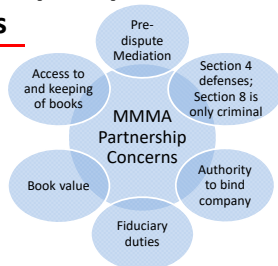 s
Pre-
dispute
Mediation
Section 4
defenses;
Section 8 is
only criminal
Authority
to bind
company
Fiduciary
duties
Book value
Access to
and keeping
of books
MMMA
Partnership
Concerns